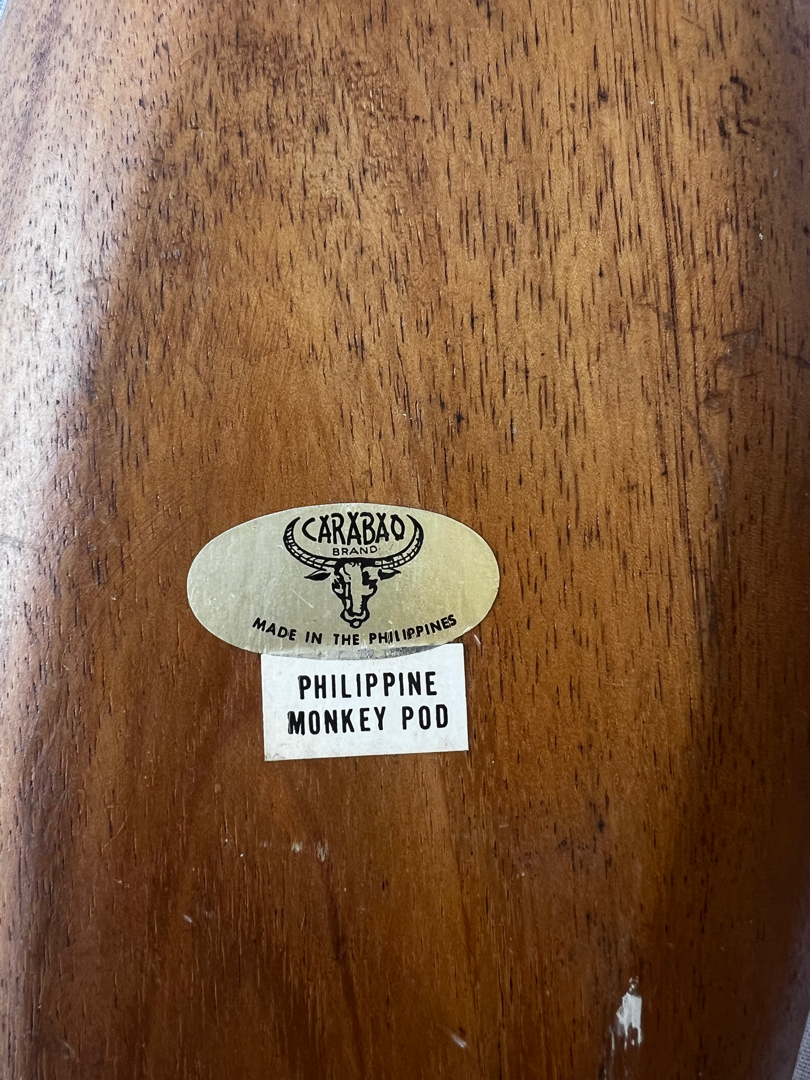 CARABAO
BRAND
MADE IN THE PHILIPPINES
PHILIPPINE
MONKEY POD